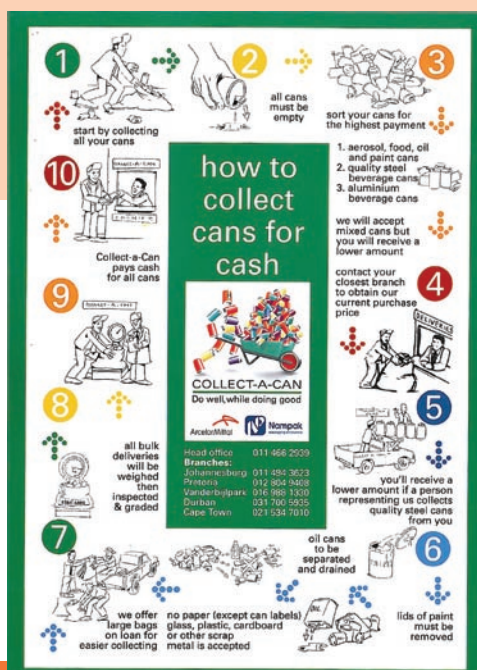 1
start by collecting
all your cans
2
all cans
must be
empty
3
sort your cans for
the highest payment
1. aerosol, food, oil
and paint cans
2. quality steel
beverage cans
3. aluminium
beverage cans
we will accept
mixed cans but
you will receive a
lower amount
4
contact your
closest branch
to obtain our
current purchase
price
DELIVERIES
5
you'll receive a
lower amount if a person
representing us collects
quality steel cans
from you
6
lids of paint
must be
removed
oil cans
to be
separated
and drained
OIL
no paper (except can labels)
glass, plastic, cardboard
or other scrap
metal is accepted
7
we offer
large bags
on loan for
easier collecting
8
all bulk
deliveries
will be
weighed
then
inspected
& graded
9
10
COLLECT-A-CAN
CASHIER
Collect-a-Can
pays cash
for all cans
how to
collect
cans for
cash
COLLECT-A-CAN
Do well, while doing good
ArcelorMittal
Nampak
Head office 011 466 2939
Branches:
Johannesburg 011 494 3623
Pretoria 012 804 9408
Vanderbijlpark 016 988 1330
Durban 031 700 5935
Cape Town 021 534 7010